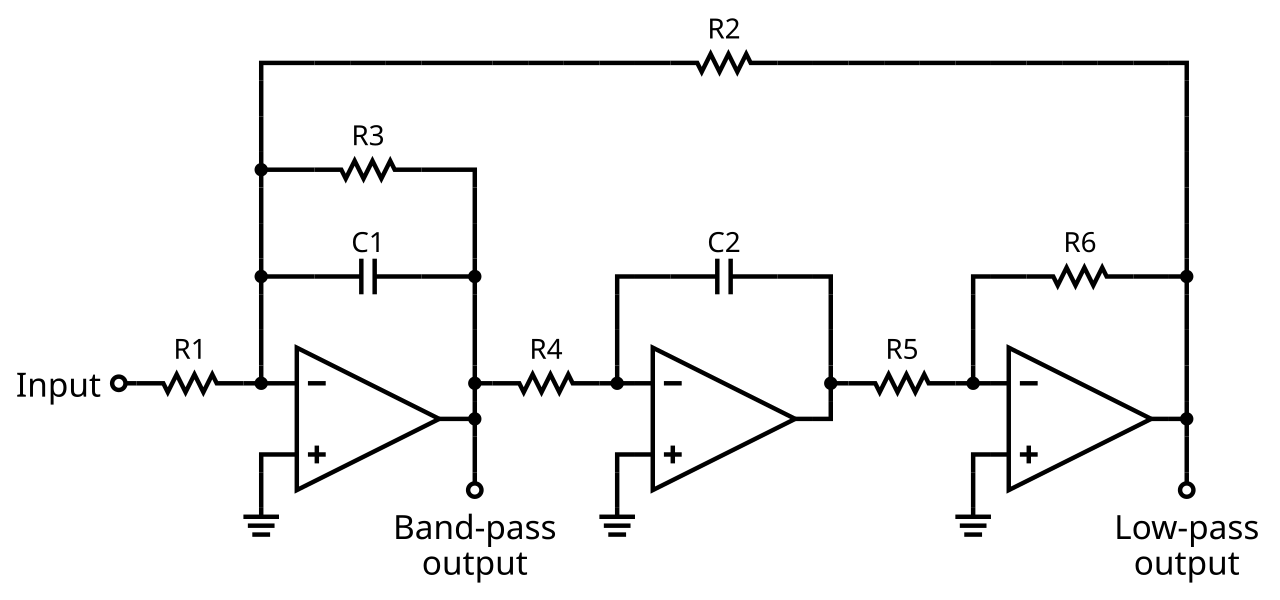 R2
R3
C1
C2
R6
R1
R4
R5
Input
−
−
−
+
+
+
Band-pass
output
Low-pass
output